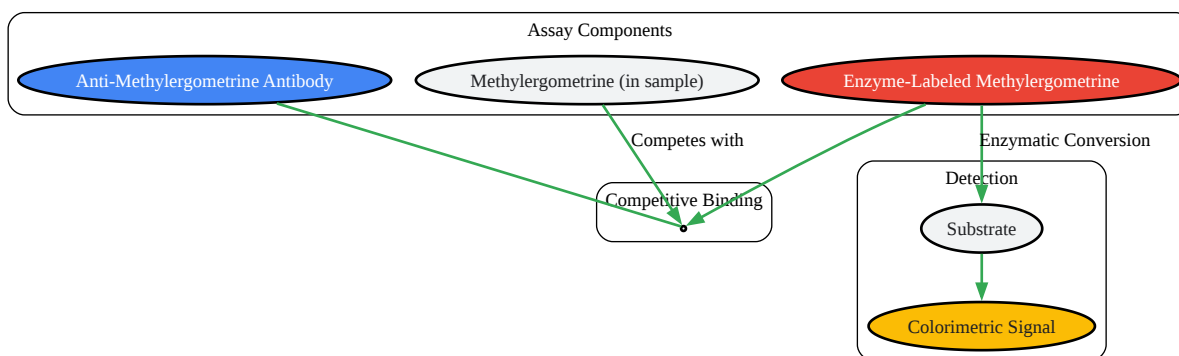 Assay Components
Anti-Methylergometrine Antibody
Methylergometrine (in sample)
Enzyme-Labeled Methylergometrine
Competes with
Enzymatic Conversion
Detection
Competitive Binding
Substrate
Colorimetric Signal